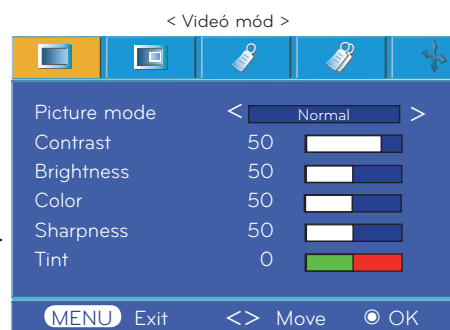 < Videó mód >
Picture mode < Normal >
Contrast 50
Brightness 50
Color 50
Sharpness 50
Tint 0
MENU Exit <> Move ◉ OK